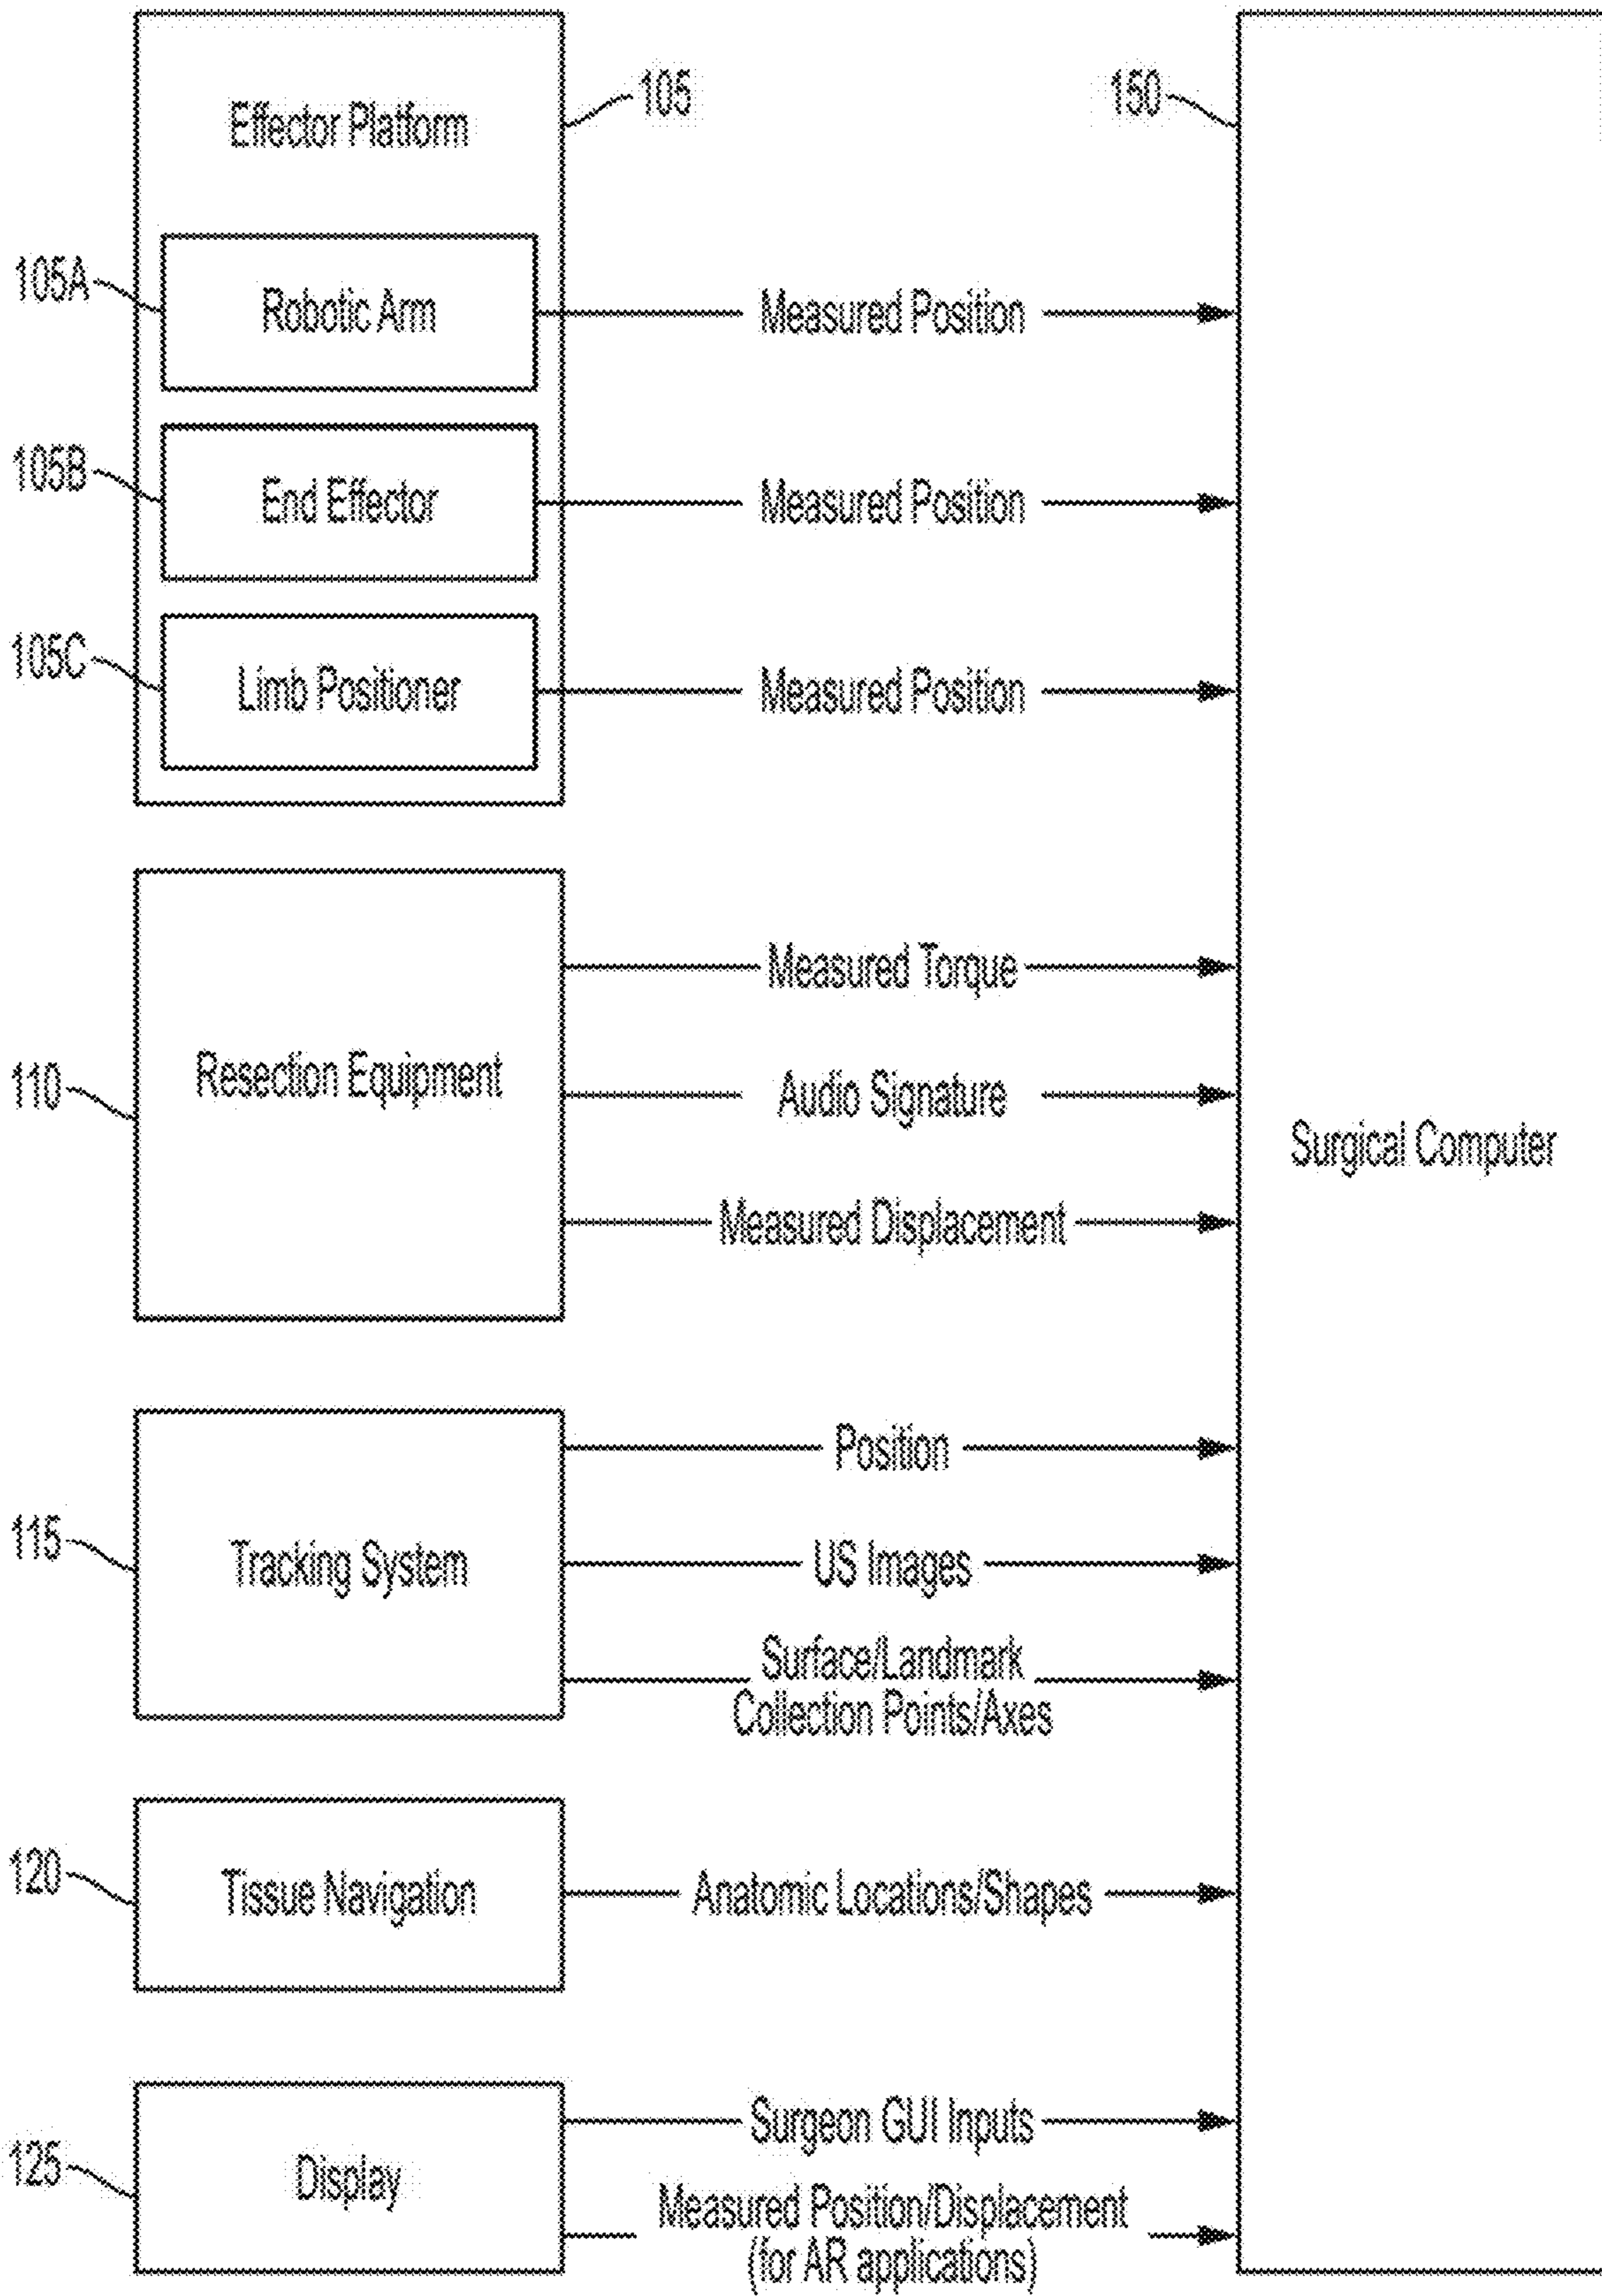 Effector Platform
105
150
105A
Robotic Arm
Measured Position
105B
End Effector
Measured Position
105C
Limb Positioner
Measured Position
110
Resection Equipment
Measured Torque
Audio Signature
Measured Displacement
Surgical Computer
115
Tracking System
Position
US Images
Surface/Landmark
Collection Points/Axes
120
Tissue Navigation
Anatomic Locations/Shapes
125
Display
Surgeon GUI Inputs
Measured Position/Displacement
(for AR applications)